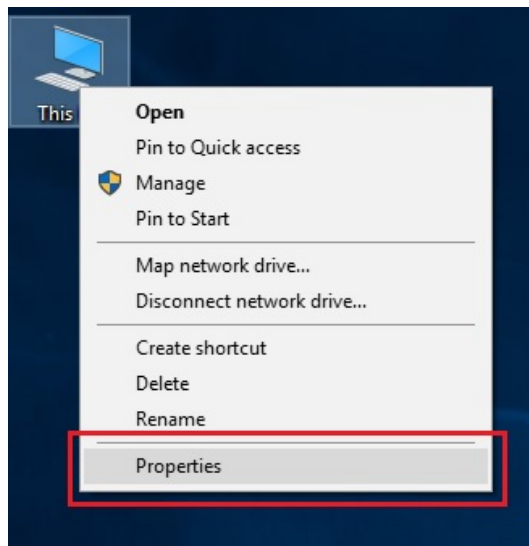 This
Open
Pin to Quick access
Manage
Pin to Start
Map network drive...
Disconnect network drive...
Create shortcut
Delete
Rename
Properties